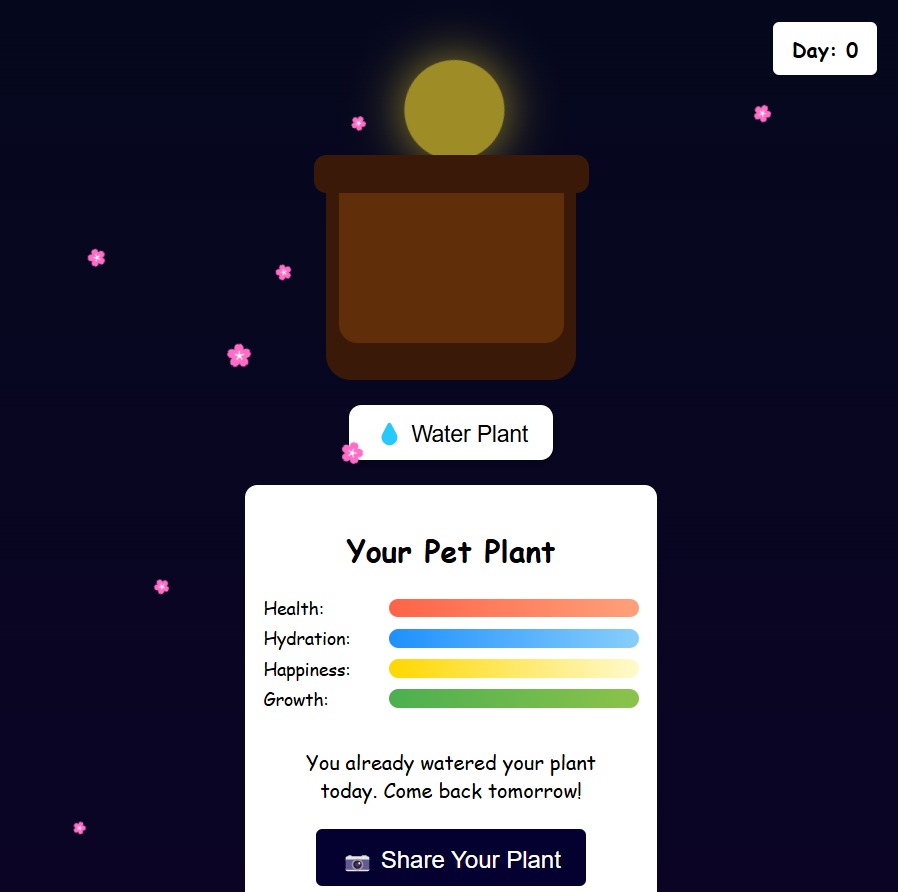 Day: 0
Water Plant
Your Pet Plant
Health:
Hydration:
Happiness:
Growth:
You already watered your plant
today. Come back tomorrow!
Share Your Plant